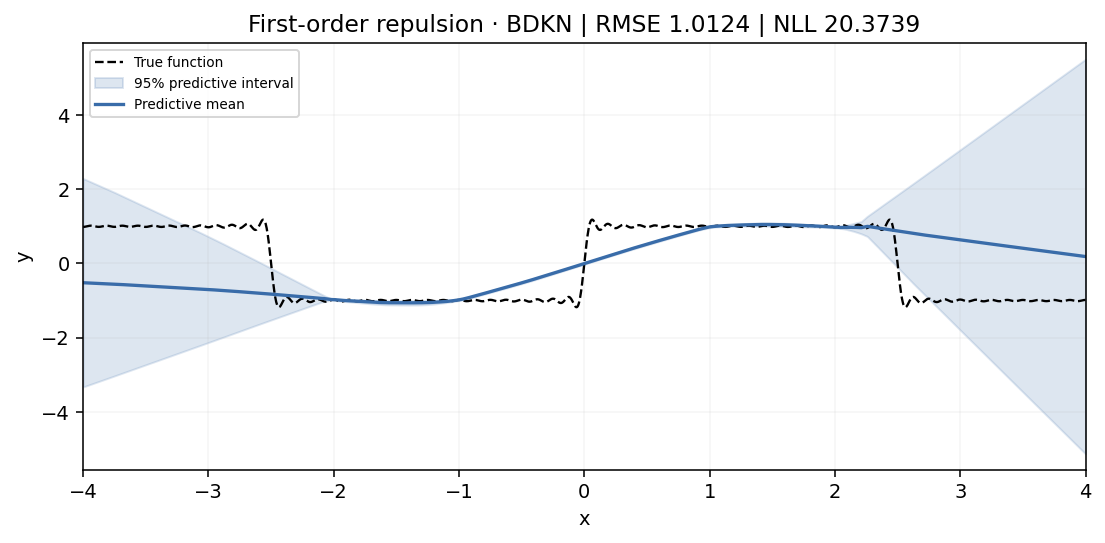 First-order repulsion · BDKN | RMSE 1.0124 | NLL 20.3739
True function
95% predictive interval
Predictive mean
4
2
0
−2
−4
y
−4 −3 −2 −1 0 1 2 3 4
x